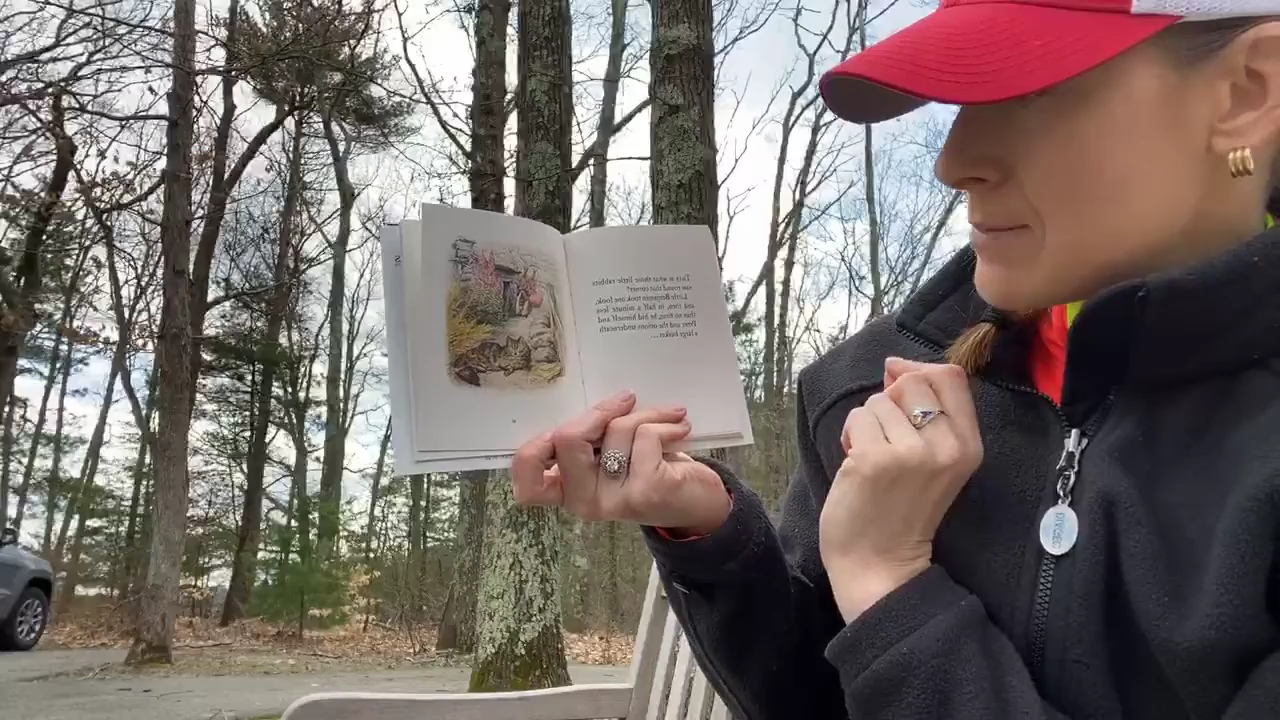 This is what those little rabbits
saw round that corner!
Little Benjamin took one look,
and then, in half a minute less
than no time, he hid himself and
Peter and the onions underneath
a large basket. . . .